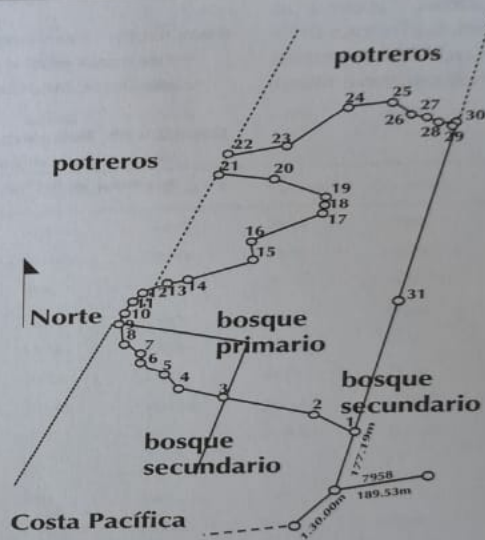 potreros
24
25
26
27
28
30
29
22
23
21
20
potreros
19
18
17
16
15
14
13
12
11
10
9
8
Norte
31
bosque
primario
7
6
5
4
3
bosque
secundario
2
1
bosque
secundario
177.19m
7958
189.53m
1.30.00m
Costa Pacífica